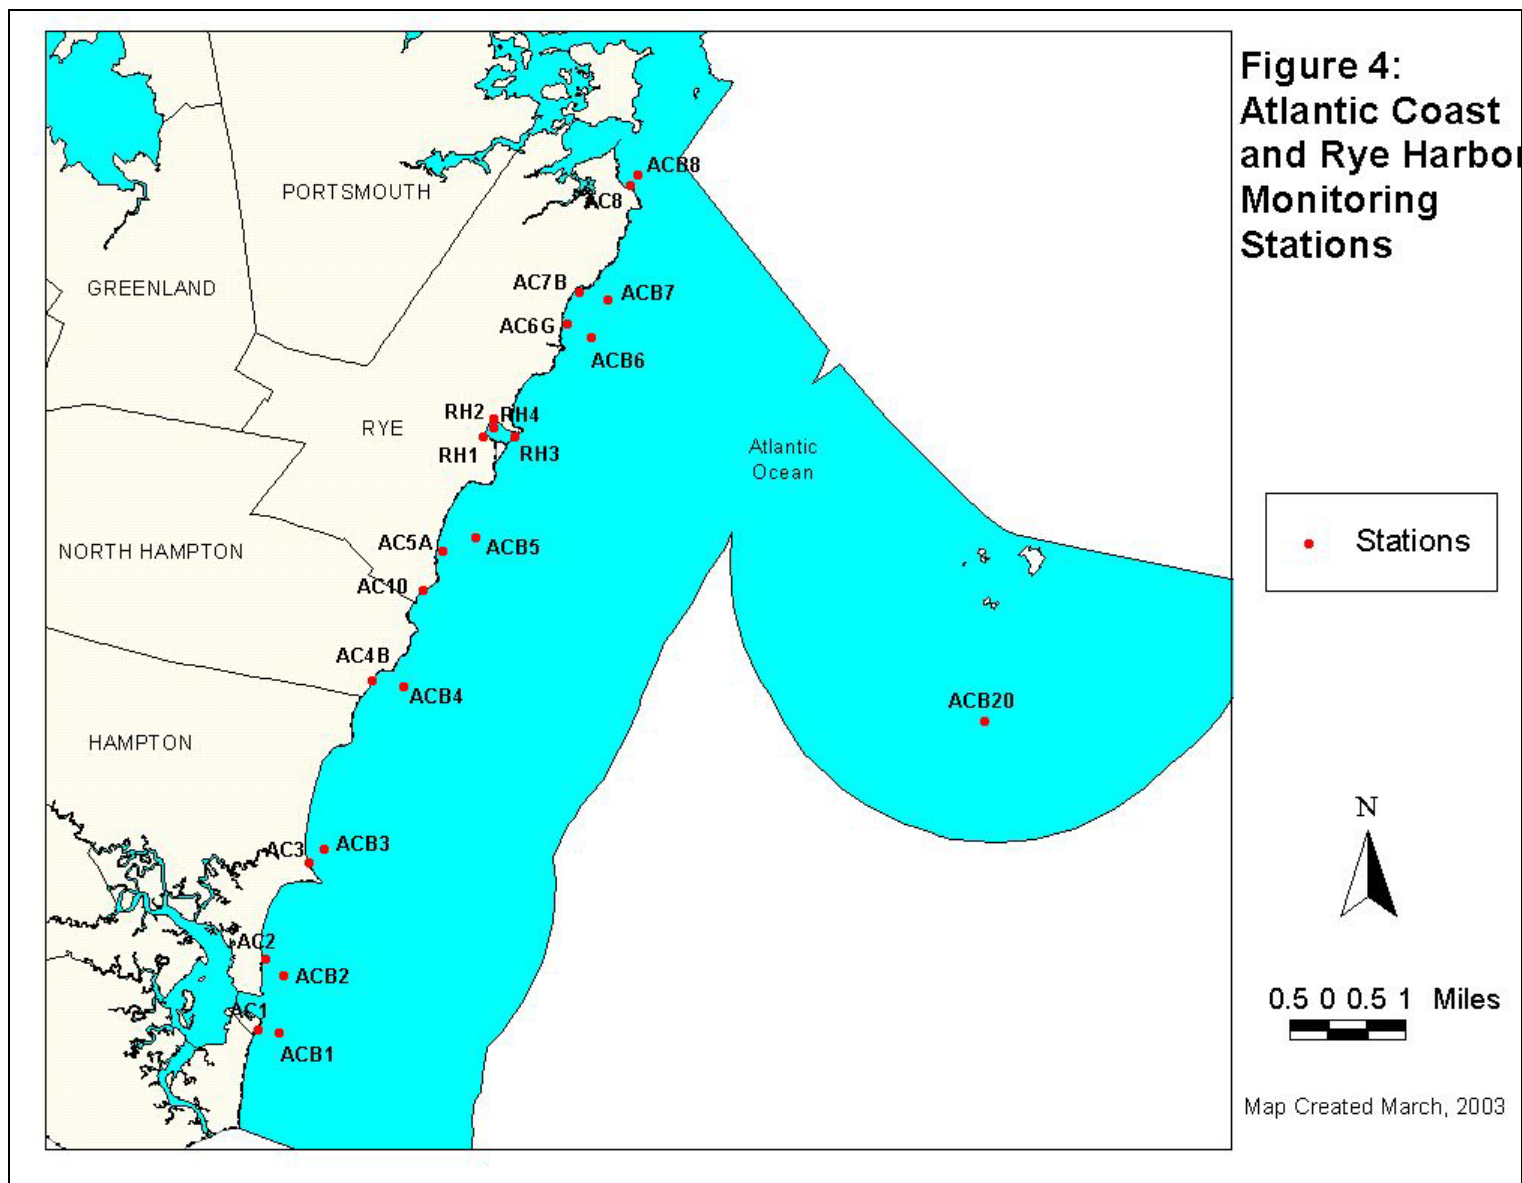 Figure 4:
Atlantic Coast
and Rye Harbor
Monitoring
Stations
ACB8
PORTSMOUTH
AC8
AC7B
GREENLAND
ACB7
AC6G
ACB6
RH2
RH4
RYE
RH1
RH3
Atlantic
Ocean
Stations
AC5A
ACB5
NORTH HAMPTON
AC10
AC4B
ACB4
ACB20
HAMPTON
N
ACB3
AC3
AC2
ACB2
AC1
ACB1
0.5 0 0.5 1 Miles
Map Created March, 2003